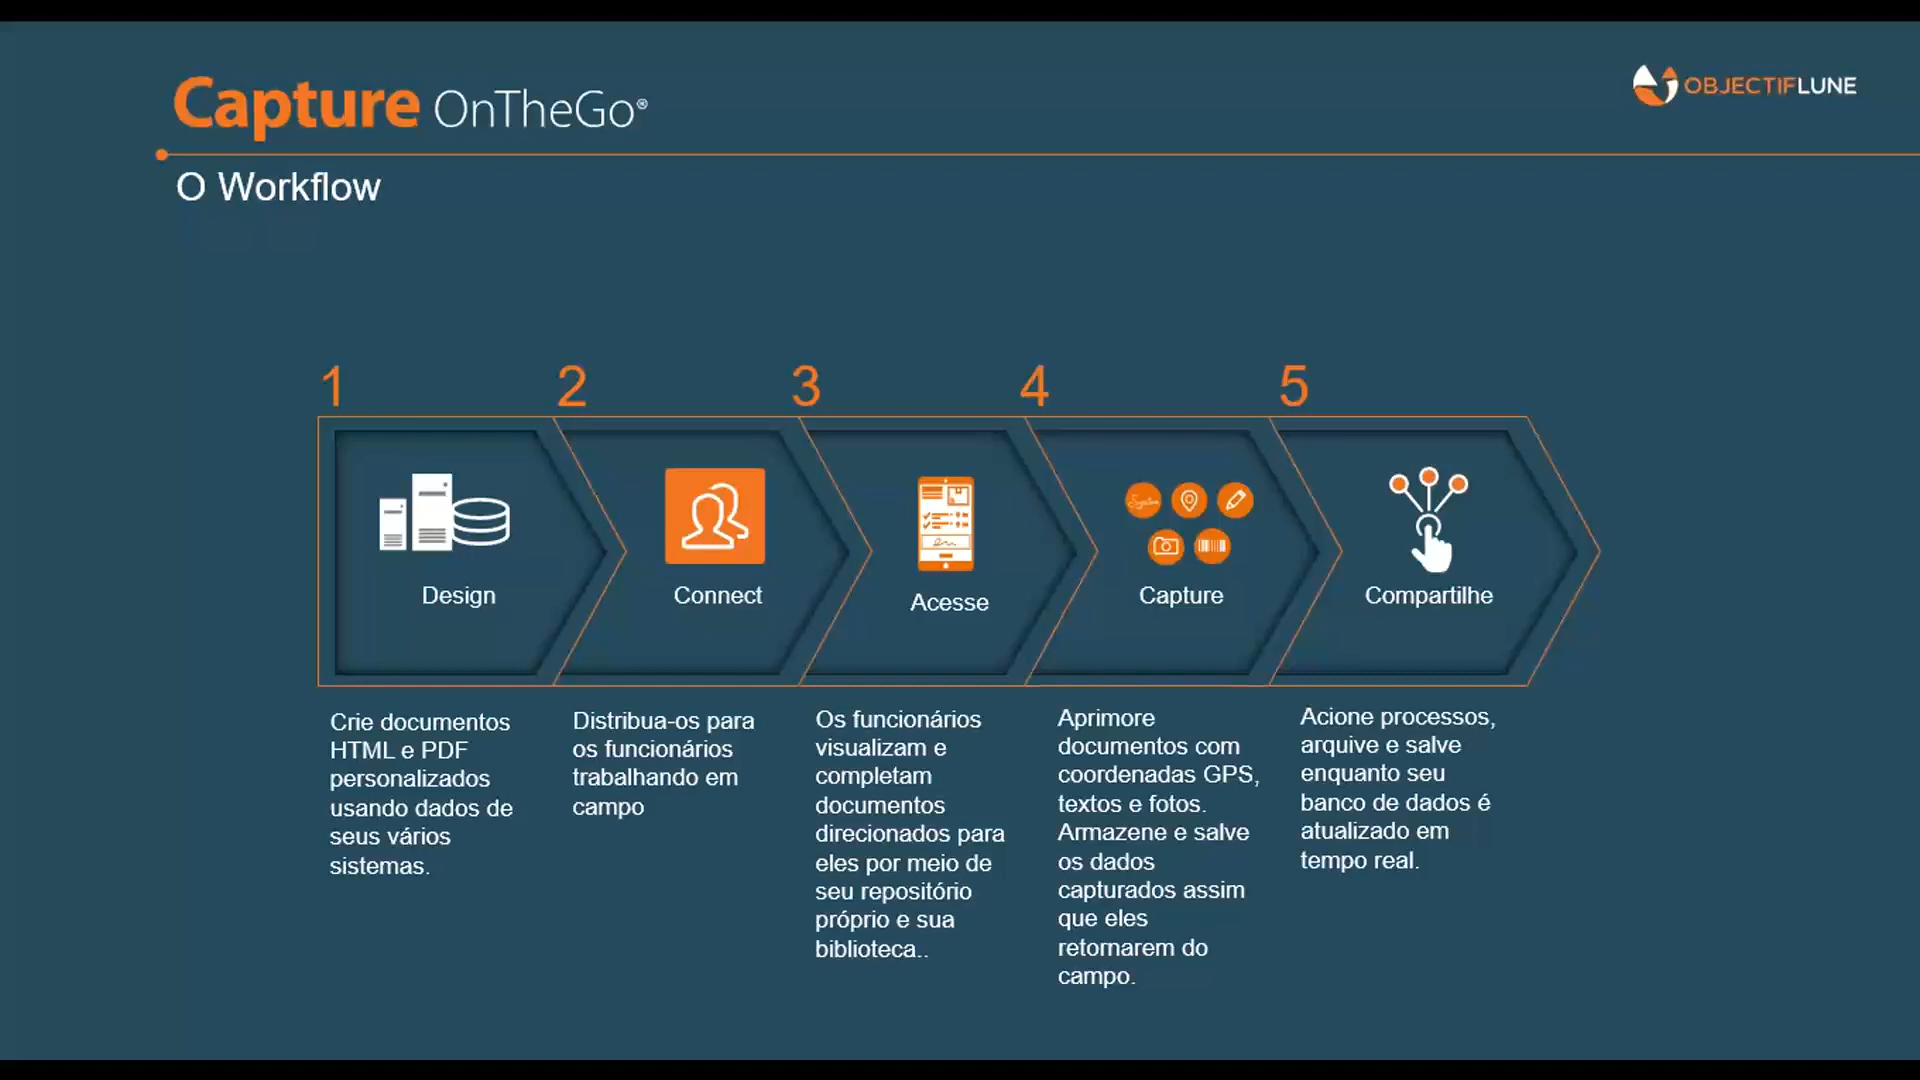 Capture OnTheGo®
OBJECTIFLUNE
O Workflow
1
2
3
4
5
Design
Connect
Acesse
Capture
Compartilhe
Crie documentos
HTML e PDF
personalizados
usando dados de
seus vários
sistemas.
Distribua-os para
os funcionários
trabalhando em
campo
Os funcionários
visualizam e
completam
documentos
direcionados para
eles por meio de
seu repositório
próprio e sua
biblioteca..
Aprimore
documentos com
coordenadas GPS,
textos e fotos.
Armazene e salve
os dados
capturados assim
que eles
retornarem do
campo.
Acione processos,
arquive e salve
enquanto seu
banco de dados é
atualizado em
tempo real.